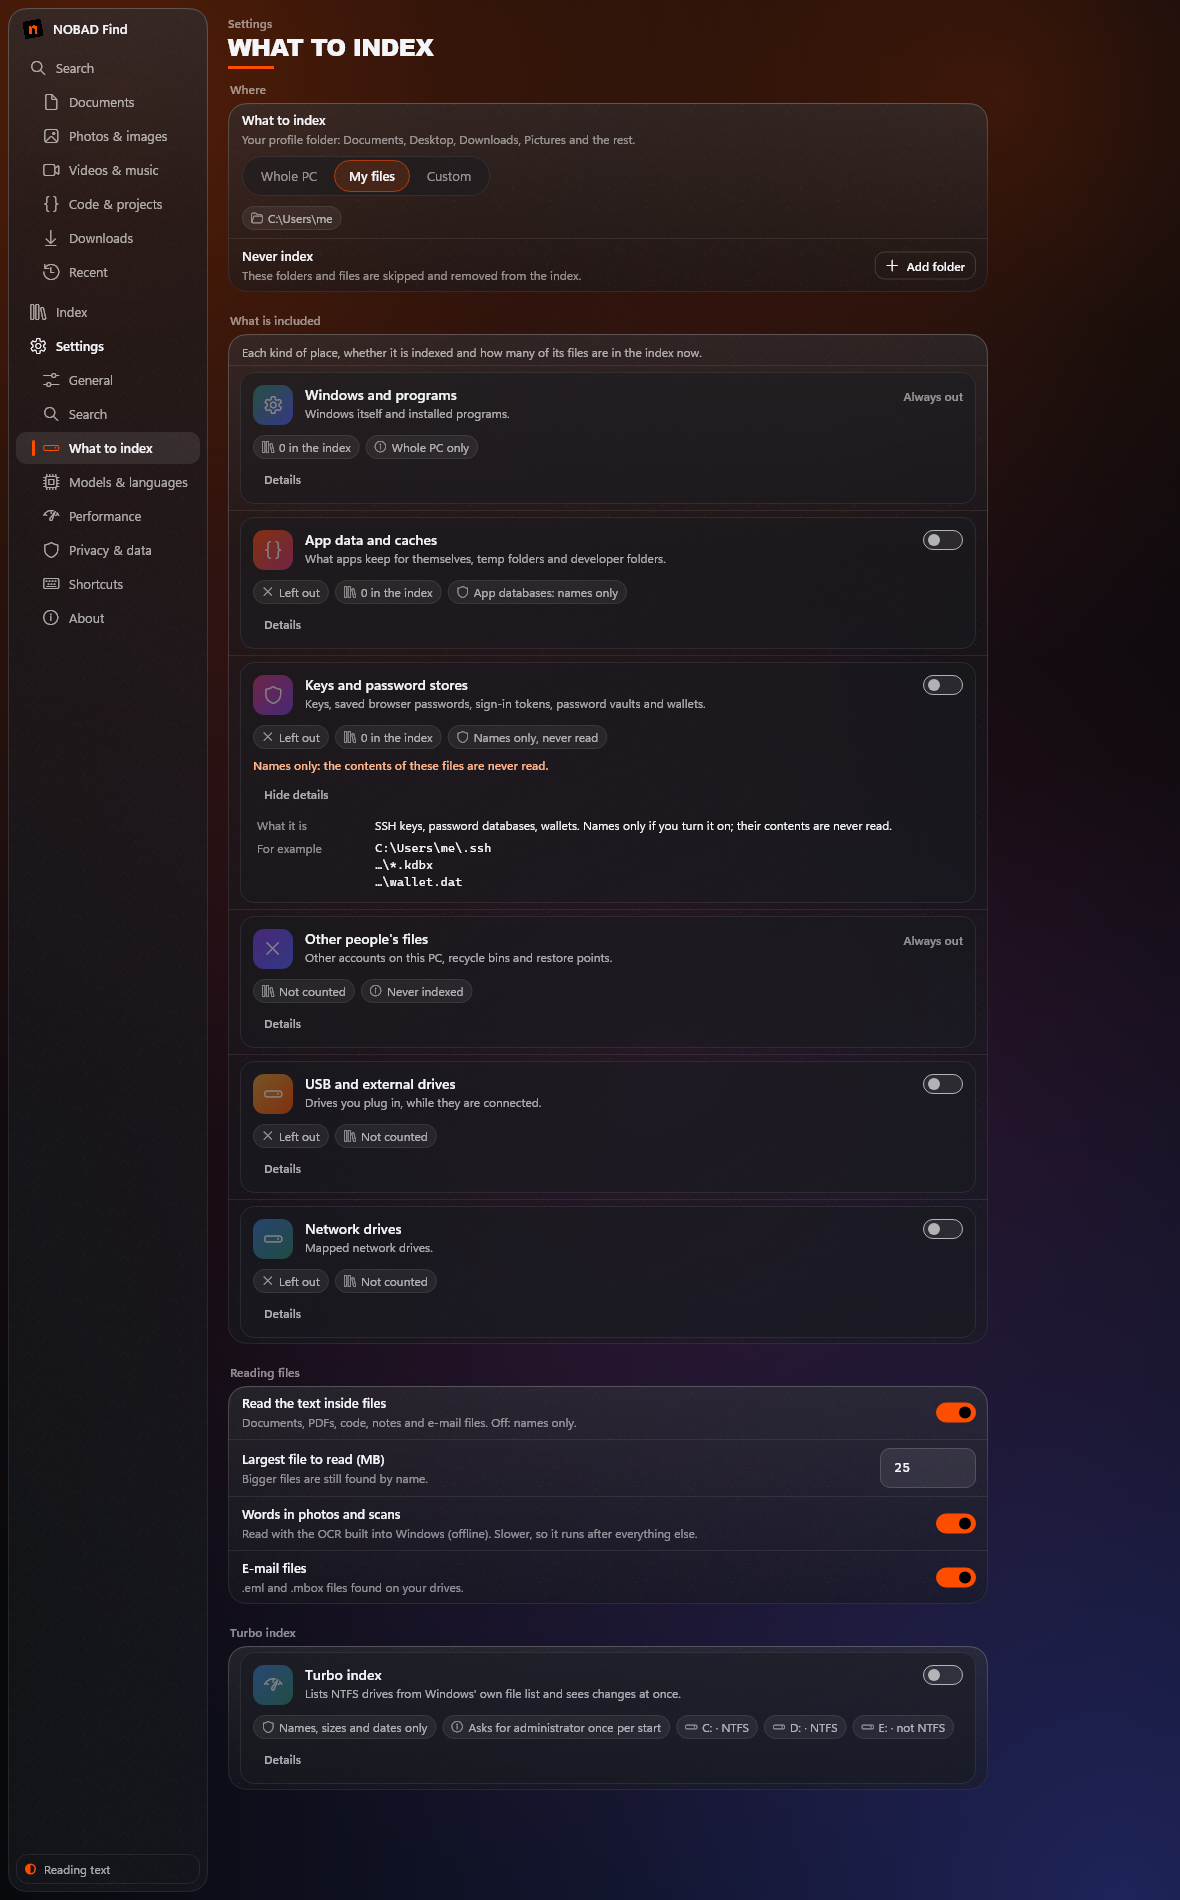 NOBAD Find
Search
Documents
Photos & images
Videos & music
Code & projects
Downloads
Recent
Index
Settings
General
Search
What to index
Models & languages
Performance
Privacy & data
Shortcuts
About
Reading text
Settings
WHAT TO INDEX
Where
What to index
Your profile folder: Documents, Desktop, Downloads, Pictures and the rest.
Whole PC My files Custom
C:\Users\me
Never index
These folders and files are skipped and removed from the index.
Add folder
What is included
Each kind of place, whether it is indexed and how many of its files are in the index now.
Windows and programs
Windows itself and installed programs.
Always out
0 in the index Whole PC only
Details
App data and caches
What apps keep for themselves, temp folders and developer folders.
Left out 0 in the index App databases: names only
Details
Keys and password stores
Keys, saved browser passwords, sign-in tokens, password vaults and wallets.
Left out 0 in the index Names only, never read
Names only: the contents of these files are never read.
Hide details
What it is SSH keys, password databases, wallets. Names only if you turn it on; their contents are never read.
For example C:\Users\me\.ssh
…\*.kdbx
…\wallet.dat
Other people's files
Other accounts on this PC, recycle bins and restore points.
Always out
Not counted Never indexed
Details
USB and external drives
Drives you plug in, while they are connected.
Left out Not counted
Details
Network drives
Mapped network drives.
Left out Not counted
Details
Reading files
Read the text inside files
Documents, PDFs, code, notes and e-mail files. Off: names only.
Largest file to read (MB)
Bigger files are still found by name.
25
Words in photos and scans
Read with the OCR built into Windows (offline). Slower, so it runs after everything else.
E-mail files
.eml and .mbox files found on your drives.
Turbo index
Turbo index
Lists NTFS drives from Windows' own file list and sees changes at once.
Names, sizes and dates only Asks for administrator once per start C: · NTFS D: · NTFS E: · not NTFS
Details